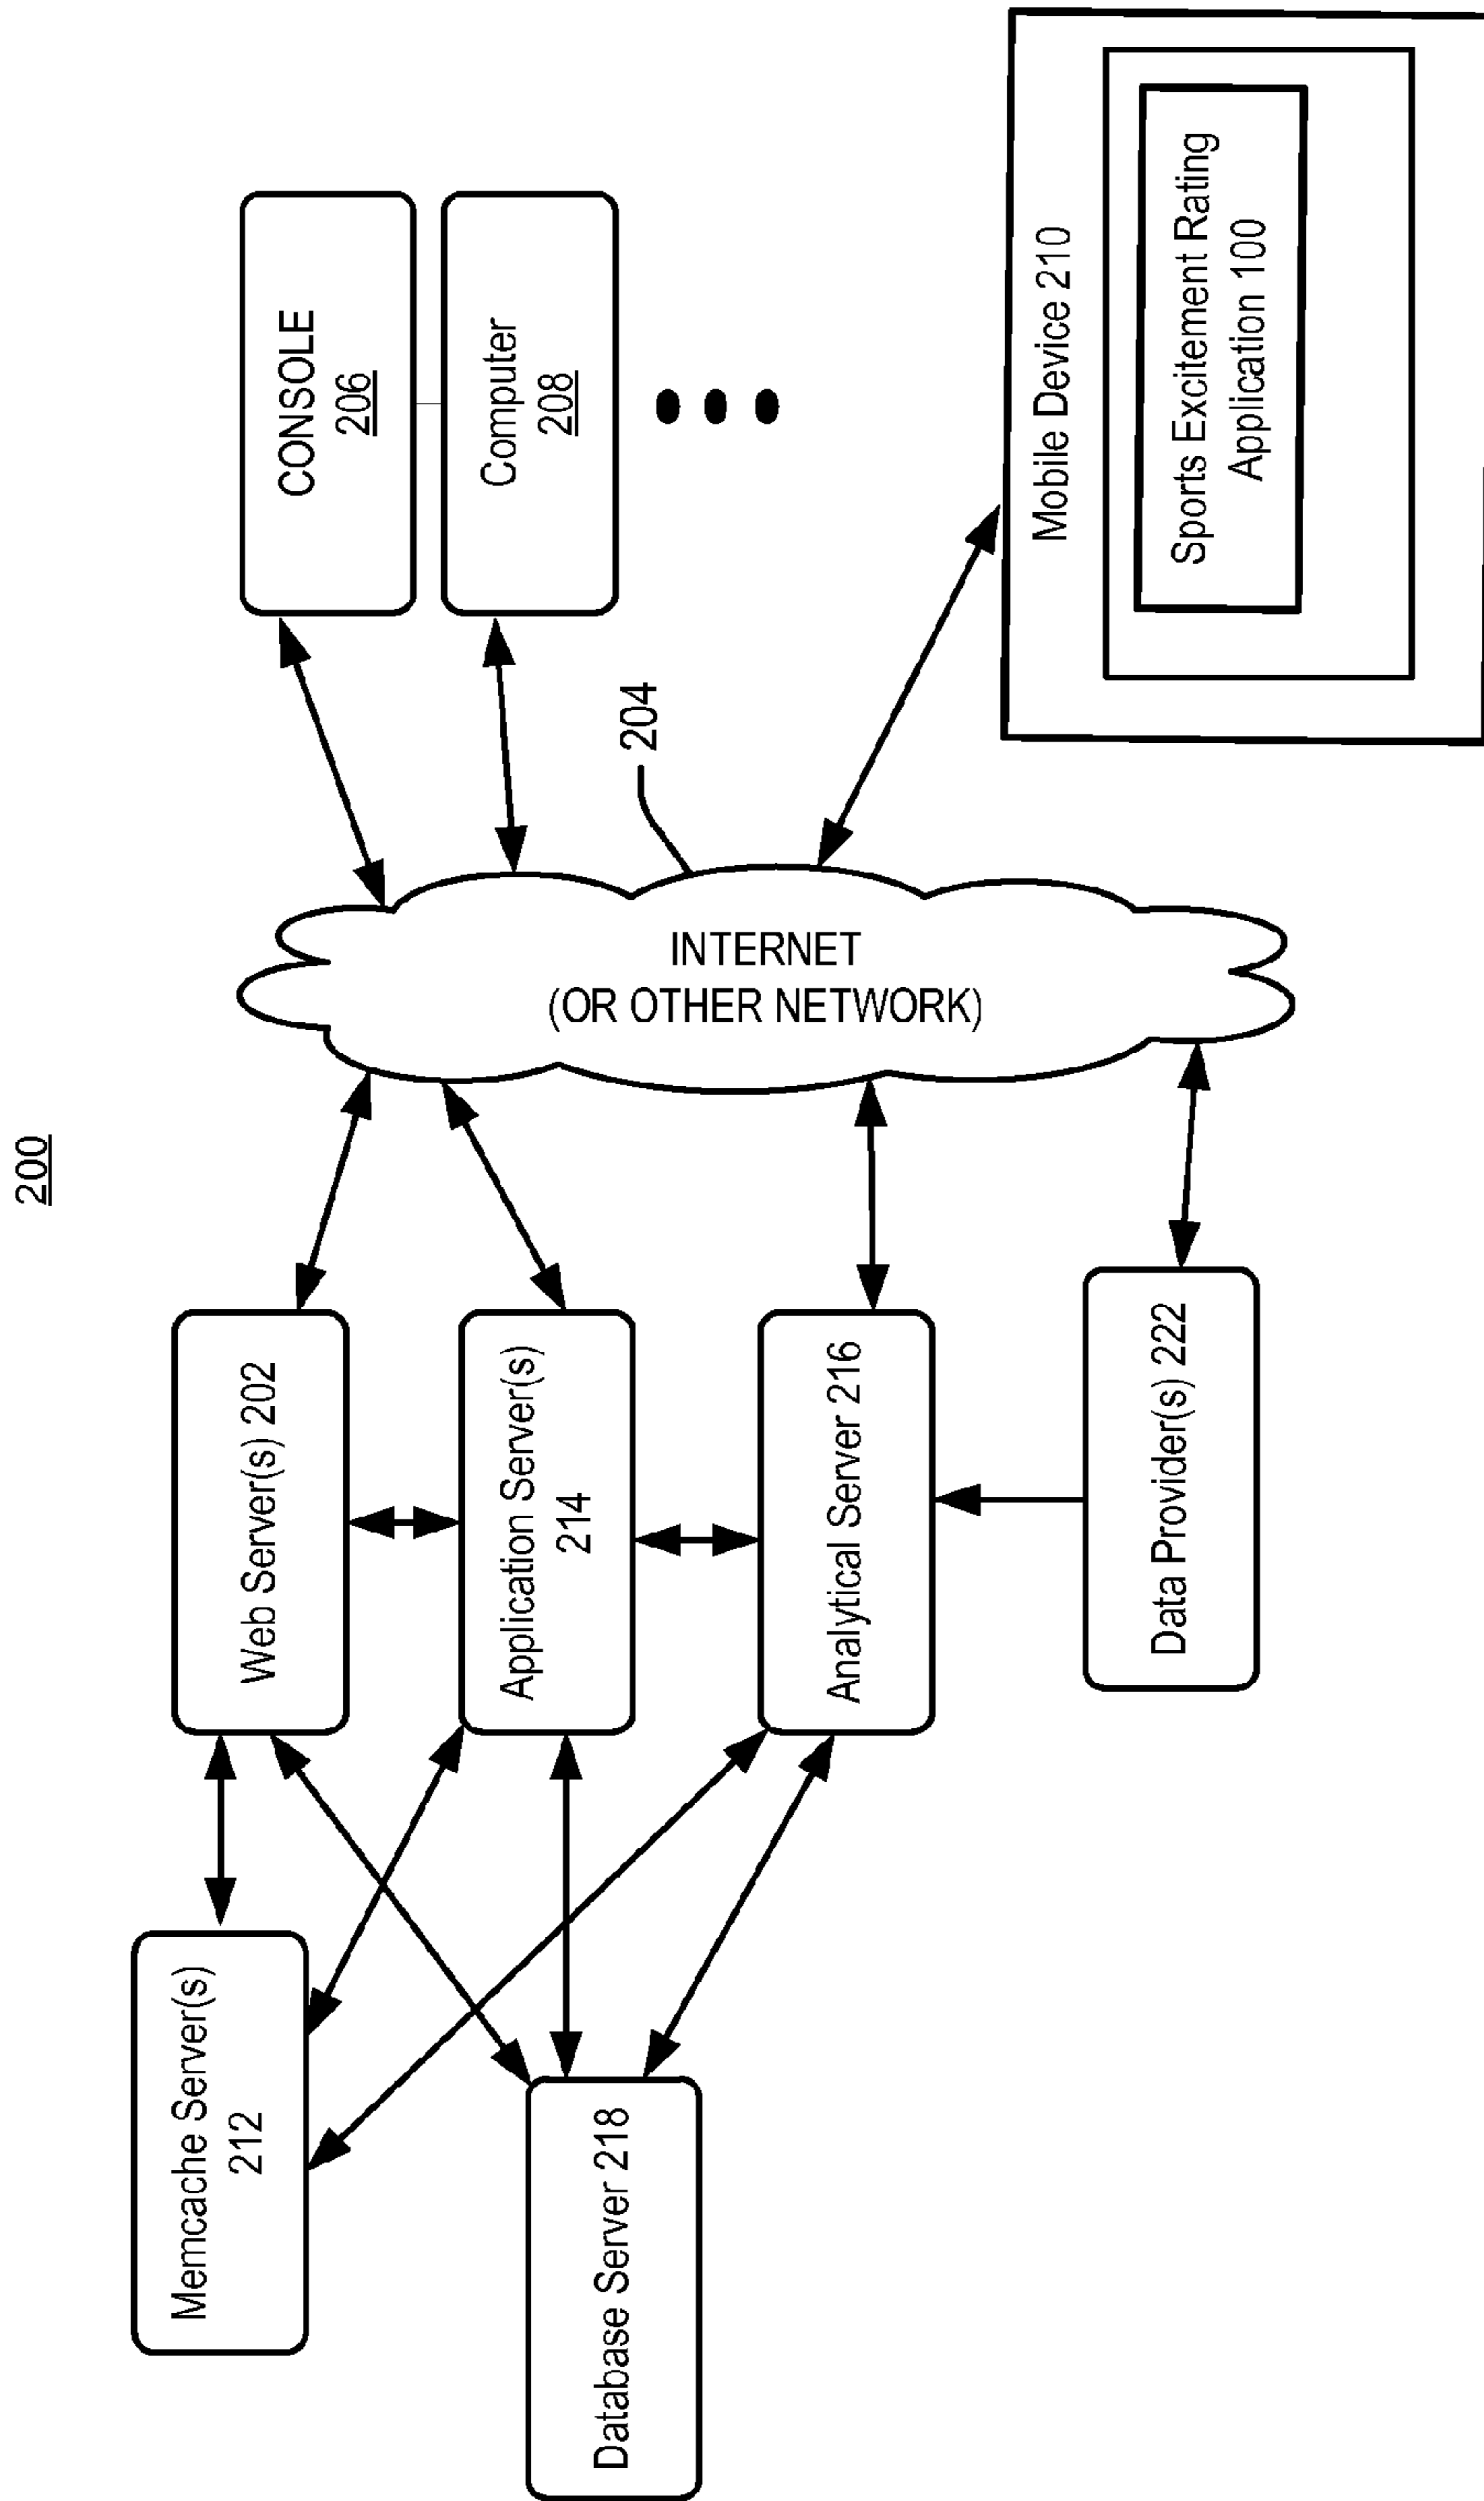 200
Memcache Server(s)
212
Web Server(s) 202
CONSOLE
206
Database Server 218
Application Server(s)
214
Computer
208
204
INTERNET
(OR OTHER NETWORK)
Analytical Server 216
Mobile Device 210
Data Provider(s) 222
Sports Excitement Rating
Application 100